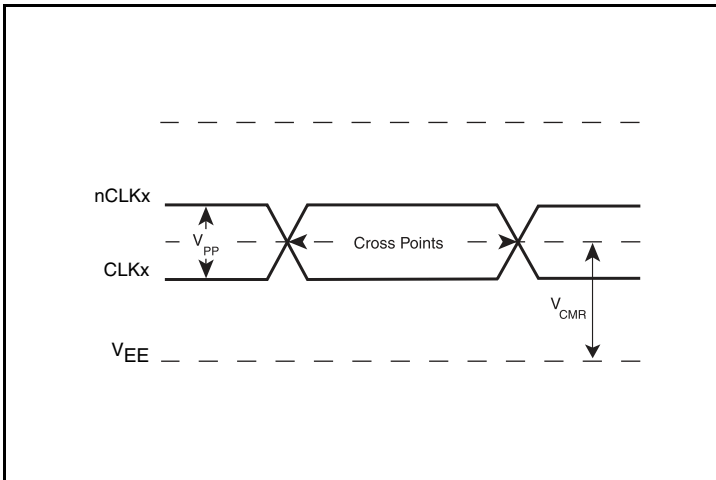 nCLKx
VPP
Cross Points
CLKx
VCMR
VEE